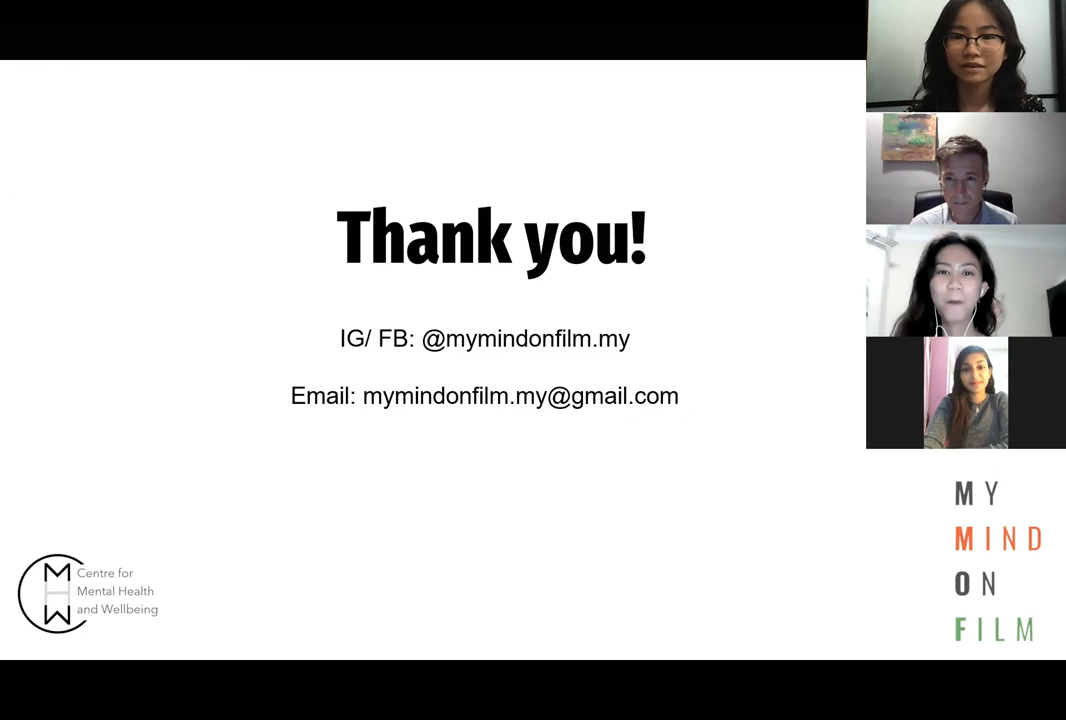 Thank you!
IG/ FB: @mymindonfilm.my
Email: mymindonfilm.my@gmail.com
MHW
Centre for
Mental Health
and Wellbeing
MY
MIND
ON
FILM